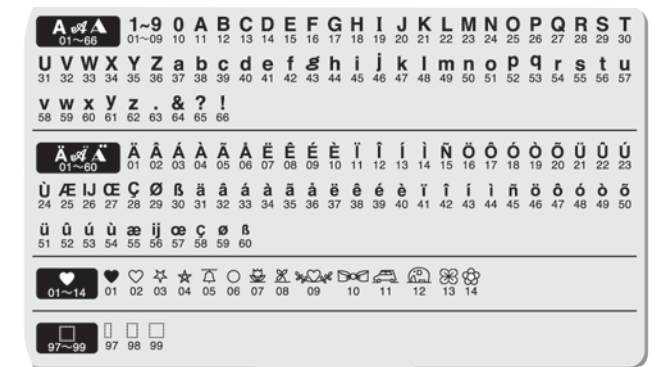 A A A 1~9 0 A B C D E F G H I J K L M N O P Q R S T
01~66 01~09 10 11 12 13 14 15 16 17 18 19 20 21 22 23 24 25 26 27 28 29 30
U V W X Y Z a b c d e f g h i j k l m n o p q r s t u
31 32 33 34 35 36 37 38 39 40 41 42 43 44 45 46 47 48 49 50 51 52 53 54 55 56 57
v w x y z . & ? !
58 59 60 61 62 63 64 65 66
Ä Ä Ä Ä Â Á À Ã Å Ë Ê É È Ï Î Í Ì Ñ Ö Ô Ó Ò Õ Ü Û Ú
01~60 01 02 03 04 05 06 07 08 09 10 11 12 13 14 15 16 17 18 19 20 21 22 23
Ù Æ IJ Œ Ç Ø ß ä â á à ã å ë ê é è ï î í ì ñ ö ô ó ò õ
24 25 26 27 28 29 30 31 32 33 34 35 36 37 38 39 40 41 42 43 44 45 46 47 48 49 50
ü û ú ù æ ij œ ç ø ß
51 52 53 54 55 56 57 58 59 60
01~14 01 02 03 04 05 06 07 08 09 10 11 12 13 14
97~99 97 98 99